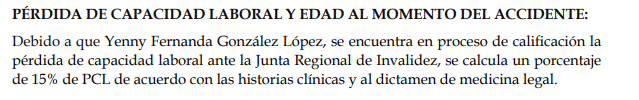 PÉRDIDA DE CAPACIDAD LABORAL Y EDAD AL MOMENTO DEL ACCIDENTE:
Debido a que Yenny Fernanda González López, se encuentra en proceso de calificación la
pérdida de capacidad laboral ante la Junta Regional de Invalidez, se calcula un porcentaje
de 15% de PCL de acuerdo con las historias clínicas y al dictamen de medicina legal.